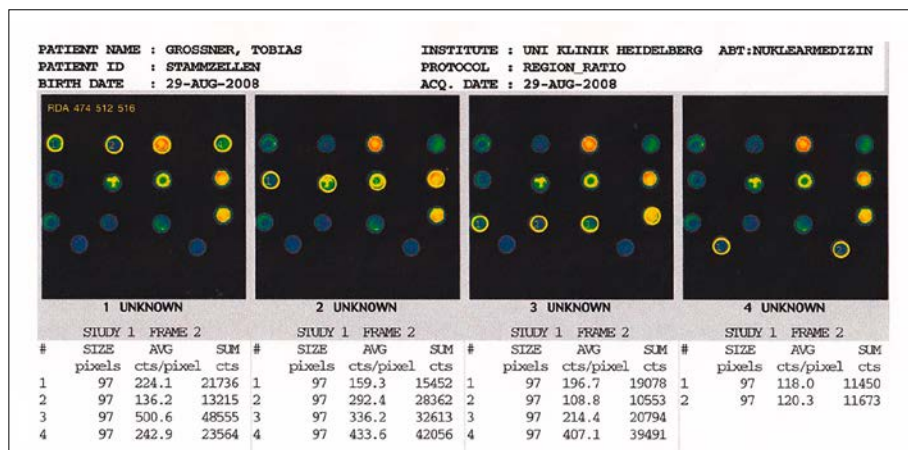 PATIENT NAME : GROSSNER, TOBIAS INSTITUTE : UNI KLINIK HEIDELBERG ABT:NUKLEARMEDIZIN
PATIENT ID : STAMMZELLEN PROTOCOL : REGION_RATIO
BIRTH DATE : 29-AUG-2008 ACQ. DATE : 29-AUG-2008
RDA 474 512 516
1 UNKNOWN 2 UNKNOWN 3 UNKNOWN 4 UNKNOWN
STUDY 1 FRAME 2 STUDY 1 FRAME 2 STUDY 1 FRAME 2 STUDY 1 FRAME 2
# SIZE AVG SUM # SIZE AVG SUM # SIZE AVG SUM # SIZE AVG SUM
pixels cts/pixel cts pixels cts/pixel cts pixels cts/pixel cts pixels cts/pixel cts
1 97 224.1 21736 1 97 159.3 15452 1 97 196.7 19078 1 97 118.0 11450
2 97 136.2 13215 2 97 292.4 28362 2 97 108.8 10553 2 97 120.3 11673
3 97 500.6 48555 3 97 336.2 32613 3 97 214.4 20794
4 97 242.9 23564 4 97 433.6 42056 4 97 407.1 39491